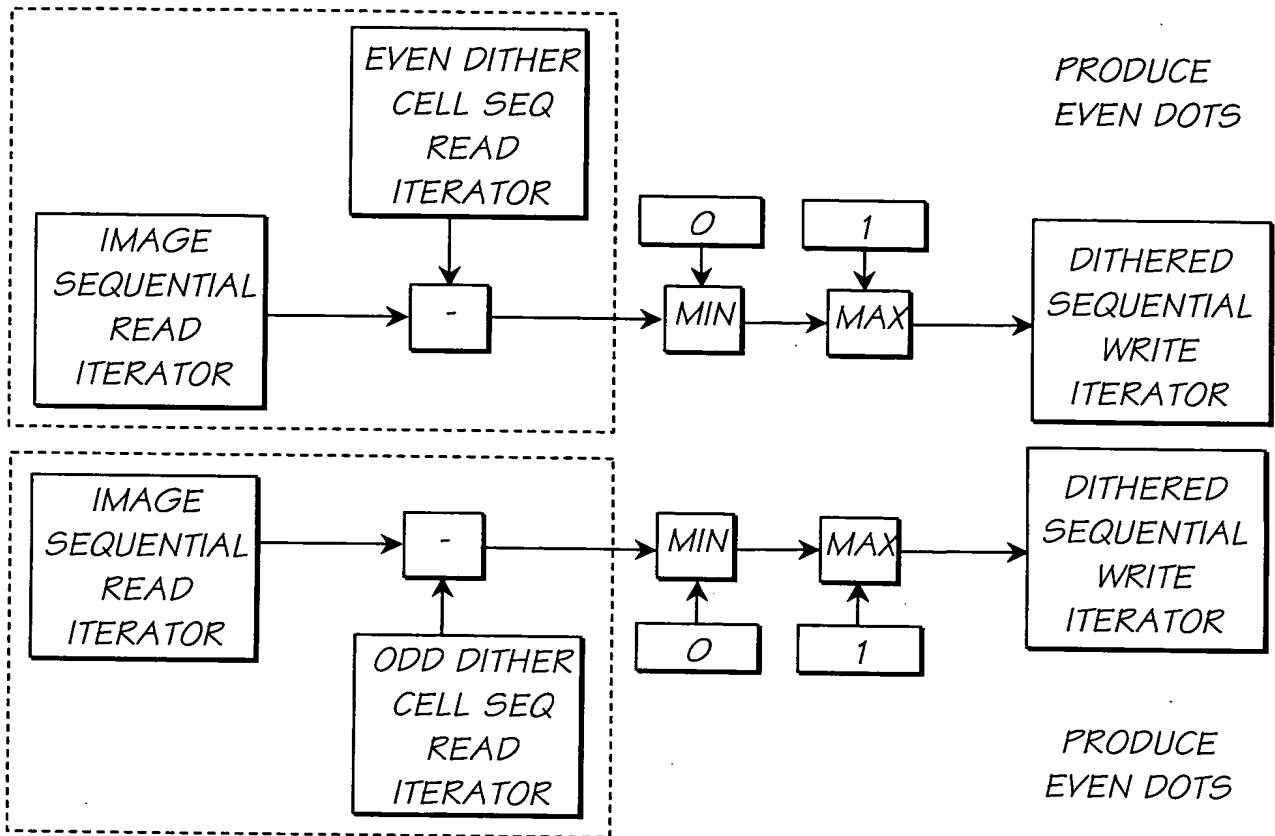 EVEN DITHER
CELL SEQ
READ
ITERATOR
PRODUCE
EVEN DOTS
IMAGE
SEQUENTIAL
READ
ITERATOR
-
0
MIN
1
MAX
DITHERED
SEQUENTIAL
WRITE
ITERATOR
IMAGE
SEQUENTIAL
READ
ITERATOR
-
MIN
0
MAX
1
DITHERED
SEQUENTIAL
WRITE
ITERATOR
ODD DITHER
CELL SEQ
READ
ITERATOR
PRODUCE
EVEN DOTS